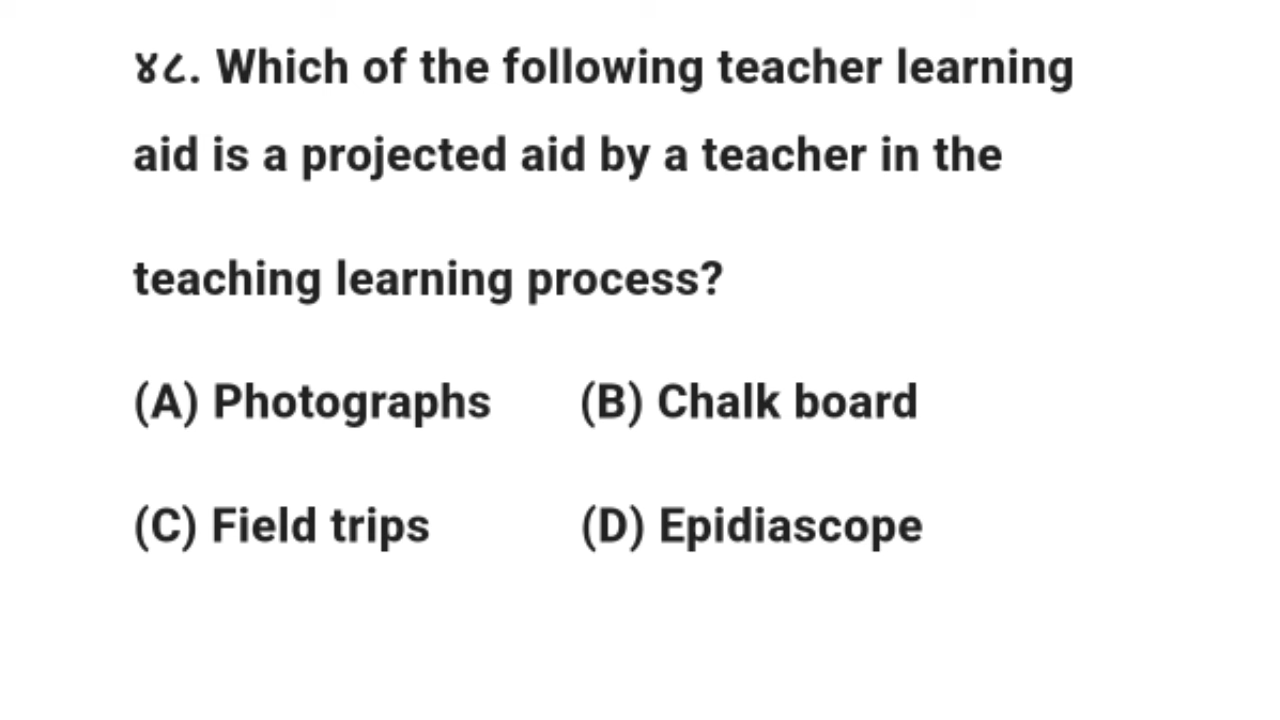 ४८. Which of the following teacher learning
aid is a projected aid by a teacher in the
teaching learning process?
(A) Photographs (B) Chalk board
(C) Field trips (D) Epidiascope